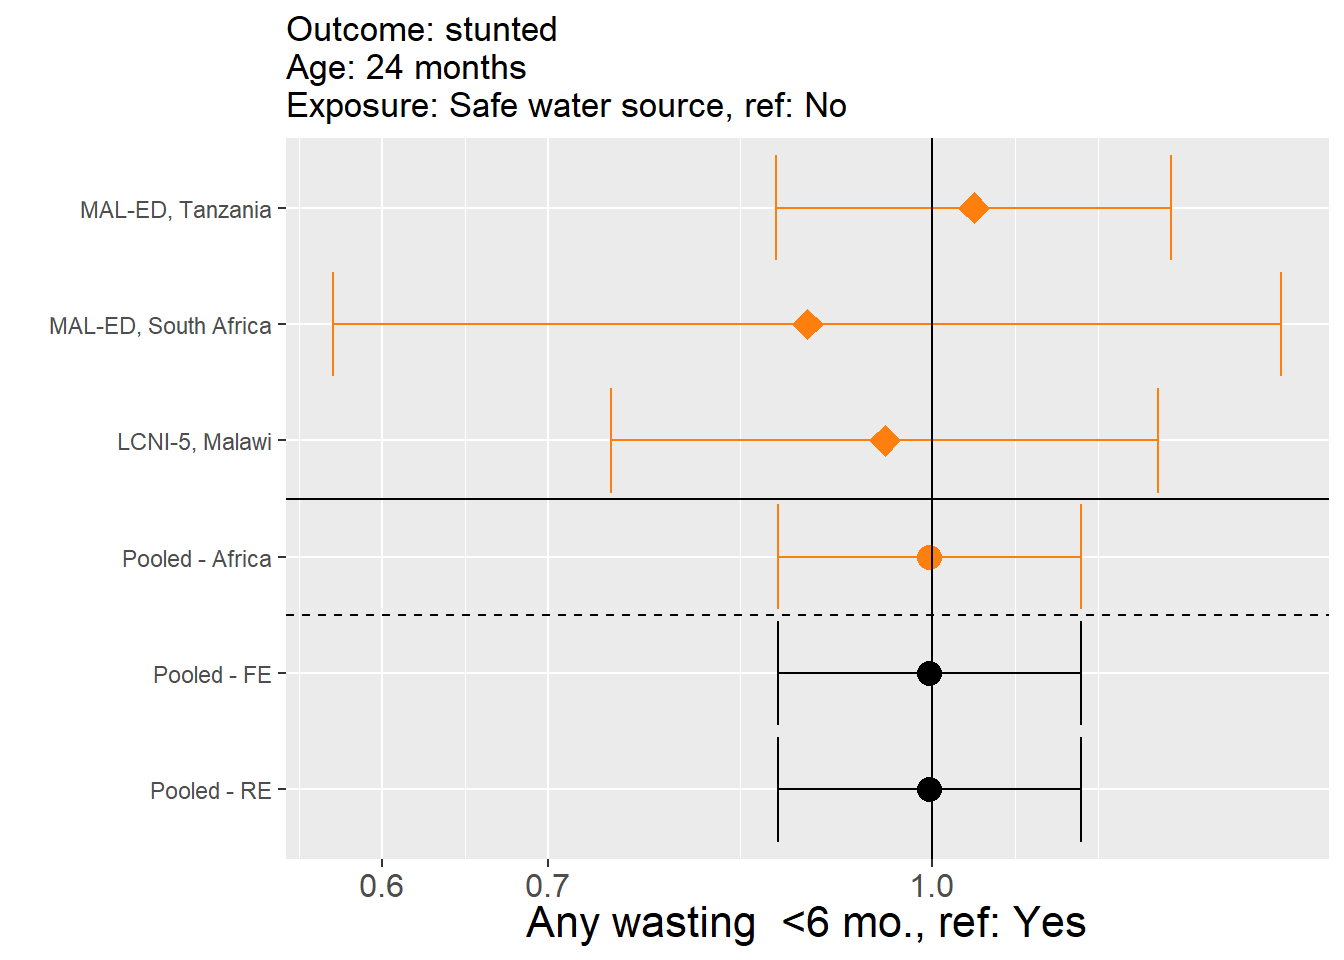 Outcome: stunted
Age: 24 months
Exposure: Safe water source, ref: No
MAL-ED, Tanzania
MAL-ED, South Africa
LCNI-5, Malawi
Pooled - Africa
Pooled - FE
Pooled - RE
0.6 0.7 1.0
Any wasting  <6 mo., ref: Yes